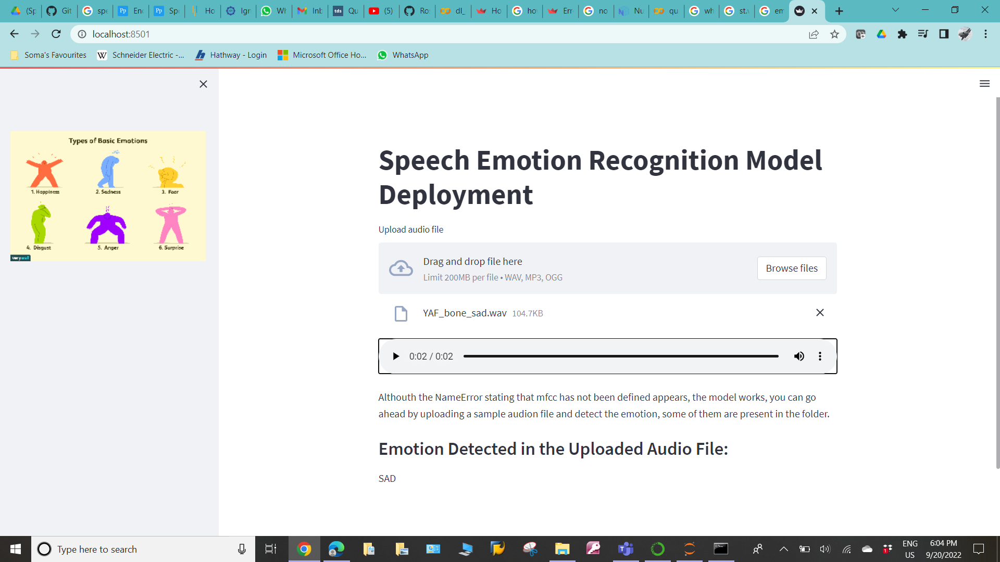 (Sp
Git
spe
Pp
Enc
Pp
Spe
Ho
Ign
Wh
Inb
tds
Qu
(5)
Ro
dl_
Ho
ho
Err
no
Nu
qu
wh
st.
em
localhost:8501
Soma's Favourites
W
Schneider Electric -...
Hathway - Login
Microsoft Office Ho...
WhatsApp
Types of Basic Emotions
1. Happiness
2. Sadness
3. Fear
4. Disgust
5. Anger
6. Surprise
verywell
Speech Emotion Recognition Model
Deployment
Upload audio file
Drag and drop file here
Limit 200MB per file • WAV, MP3, OGG
Browse files
YAF_bone_sad.wav 104.7KB
0:02 / 0:02
Althouth the NameError stating that mfcc has not been defined appears, the model works, you can go
ahead by uploading a sample audion file and detect the emotion, some of them are present in the folder.
Emotion Detected in the Uploaded Audio File:
SAD
Type here to search
1
ENG
US
6:04 PM
9/20/2022